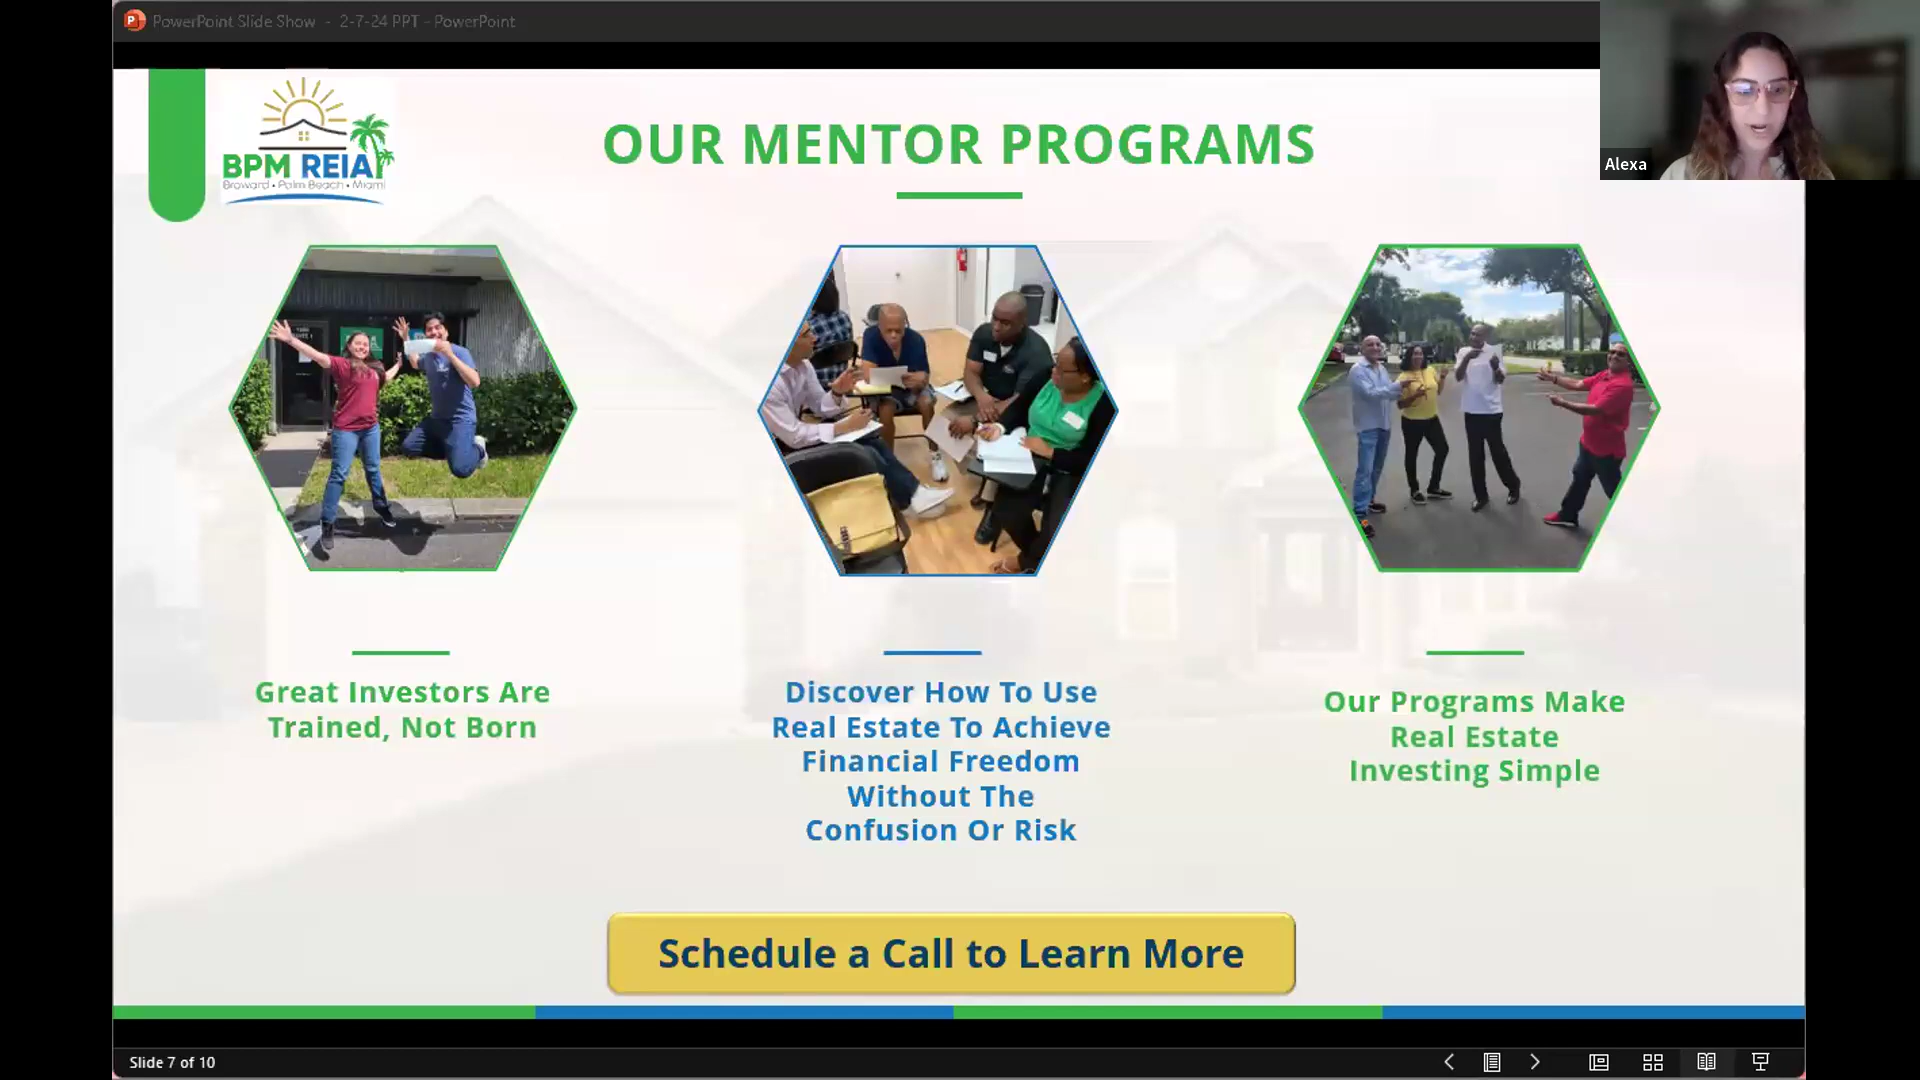 PowerPoint Slide Show - 2-7-24 PPT - PowerPoint
Alexa
BPM REIA
Broward • Palm Beach • Miami
OUR MENTOR PROGRAMS
Great Investors Are
Trained, Not Born
Discover How To Use
Real Estate To Achieve
Financial Freedom
Without The
Confusion Or Risk
Our Programs Make
Real Estate
Investing Simple
Schedule a Call to Learn More
Slide 7 of 10